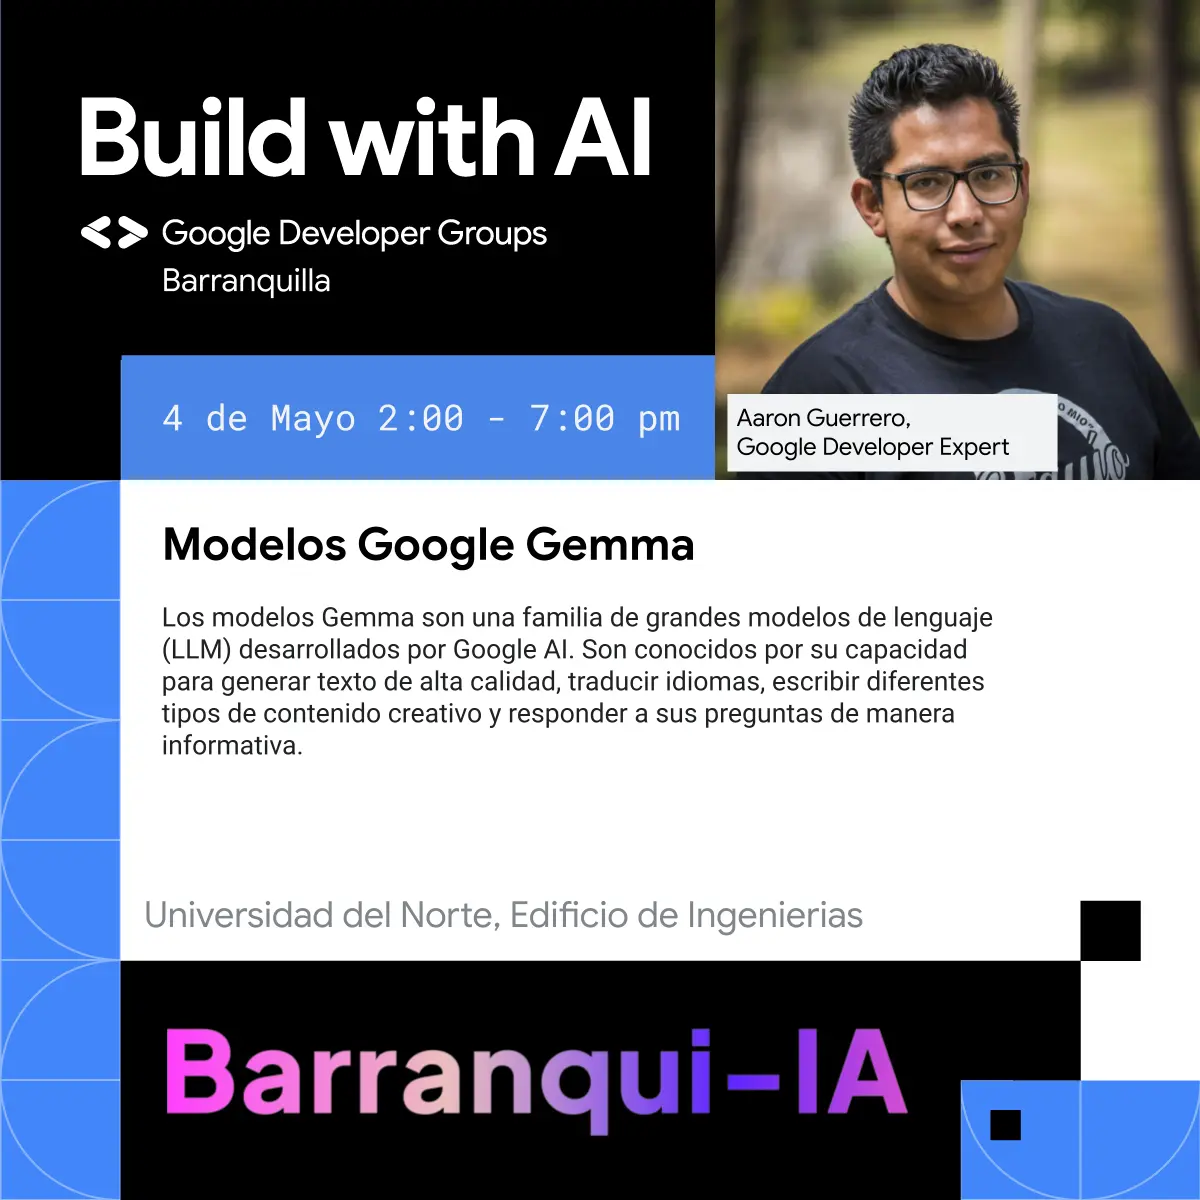 Build with AI
Google Developer Groups
Barranquilla
4 de Mayo 2:00 - 7:00 pm
o Mío"
Aaron Guerrero,
Google Developer Expert
Modelos Google Gemma
Los modelos Gemma son una familia de grandes modelos de lenguaje
(LLM) desarrollados por Google AI. Son conocidos por su capacidad
para generar texto de alta calidad, traducir idiomas, escribir diferentes
tipos de contenido creativo y responder a sus preguntas de manera
informativa.
Universidad del Norte, Edificio de Ingenierias
Barranqui-IA